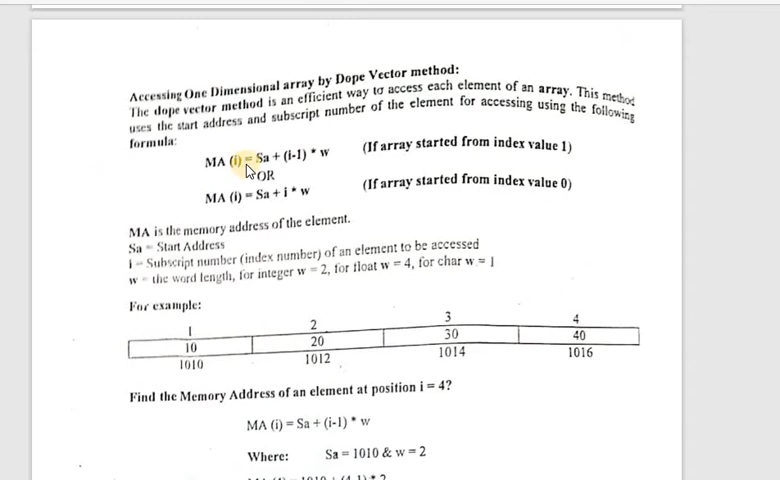 Accessing One Dimensional array by Dope Vector method:
The dope vector method is an efficient way to access each element of an array. This method
uses the start address and subscript number of the element for accessing using the following
formula:
MA (i) = Sa + (i-1) * w (If array started from index value 1)
OR
MA (i) = Sa + i * w (If array started from index value 0)
MA is the memory address of the element.
Sa = Start Address
i = Subscript number (index number) of an element to be accessed
w = the word length, for integer w = 2, for float w = 4, for char w = 1
For example:
1 2 3 4
10 20 30 40
1010 1012 1014 1016
Find the Memory Address of an element at position i = 4?
MA (i) = Sa + (i-1) * w
Where: Sa = 1010 & w = 2